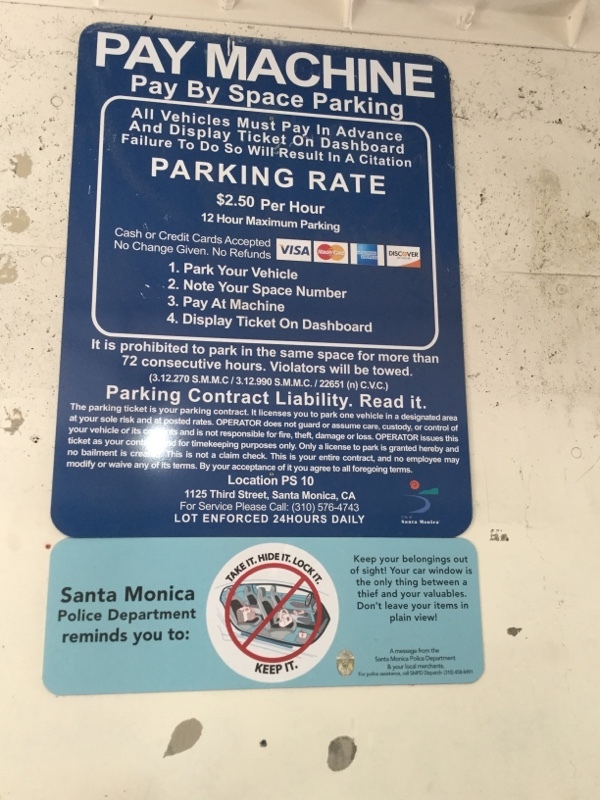 PAY MACHINE
Pay By Space Parking
All Vehicles Must Pay In Advance
And Display Ticket On Dashboard
Failure To Do So Will Result In A Citation
PARKING RATE
$2.50 Per Hour
12 Hour Maximum Parking
Cash or Credit Cards Accepted
No Change Given. No Refunds
VISA MasterCard DISCOVER
1. Park Your Vehicle
2. Note Your Space Number
3. Pay At Machine
4. Display Ticket On Dashboard
It is prohibited to park in the same space for more than
72 consecutive hours. Violators will be towed.
(3.12.270 S.M.M.C / 3.12.990 S.M.M.C. / 22651 (n) C.V.C.)
Parking Contract Liability. Read it.
The parking ticket is your parking contract. It licenses you to park one vehicle in a designated area
at your sole risk and at posted rates. OPERATOR does not guard or assume care, custody, or control of
your vehicle or its and is not responsible for fire, theft, damage or loss. OPERATOR issues this
ticket as your for timekeeping purposes only. Only a license to park is granted hereby and
no bailment is This is not a claim check. This is your entire contract, and no employee may
modify or waive any of its terms. By your acceptance of it you agree to all foregoing terms.
Location PS 10
1125 Third Street, Santa Monica, CA
For Service Please Call: (310) 576-4743
LOT ENFORCED 24HOURS DAILY
Santa Monica
Santa Monica
Police Department
reminds you to:
TAKE IT. HIDE IT. LOCK IT.
KEEP IT.
Keep your belongings out
of sight! Your car window is
the only thing between a
thief and your valuables.
Don't leave your items in
plain view!
A message from the
Santa Monica Police Department
& your local merchants.
For police assistance, call SMPD Dispatch